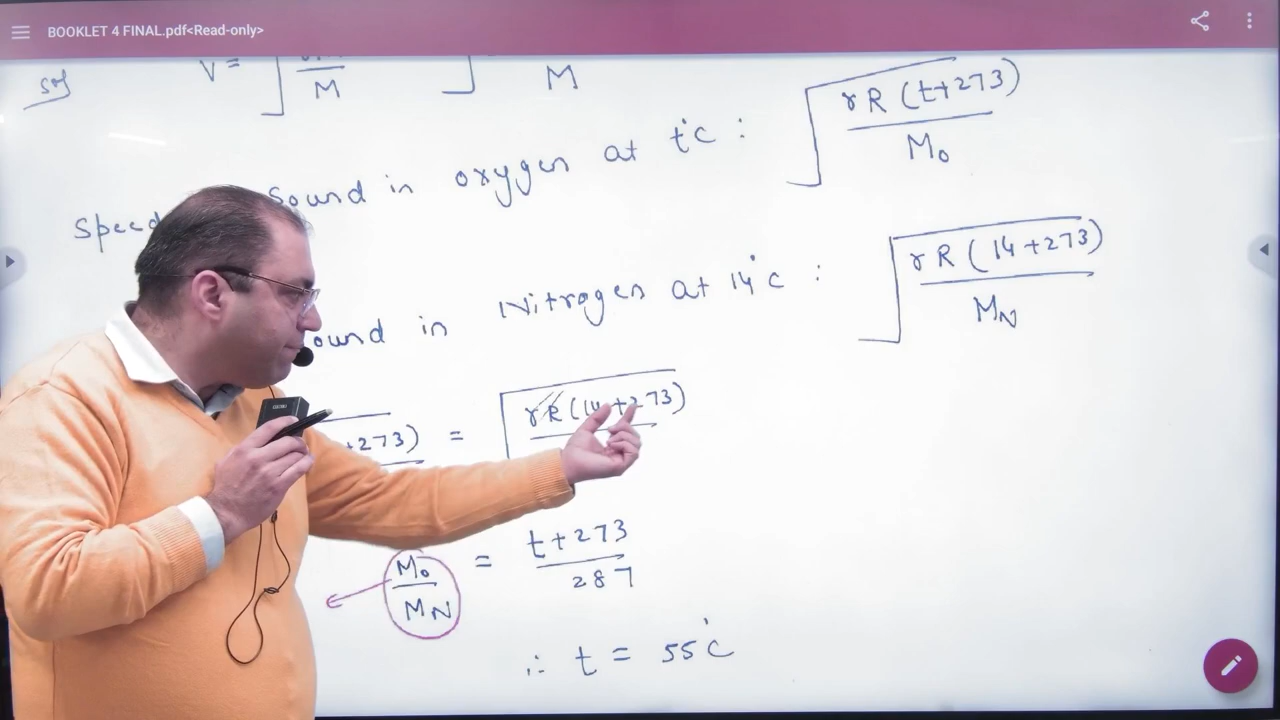 BOOKLET 4 FINAL.pdf<Read-only>
sol V = M M
Speed Sound in oxygen at t°c : √ γR (t+273) / M₀
ound in Nitrogen at 14°c : √ γR (14+273) / M_N
+273) = √ γR (14+273)
M₀ / M_N = t+273 / 287
∴ t = 55°c